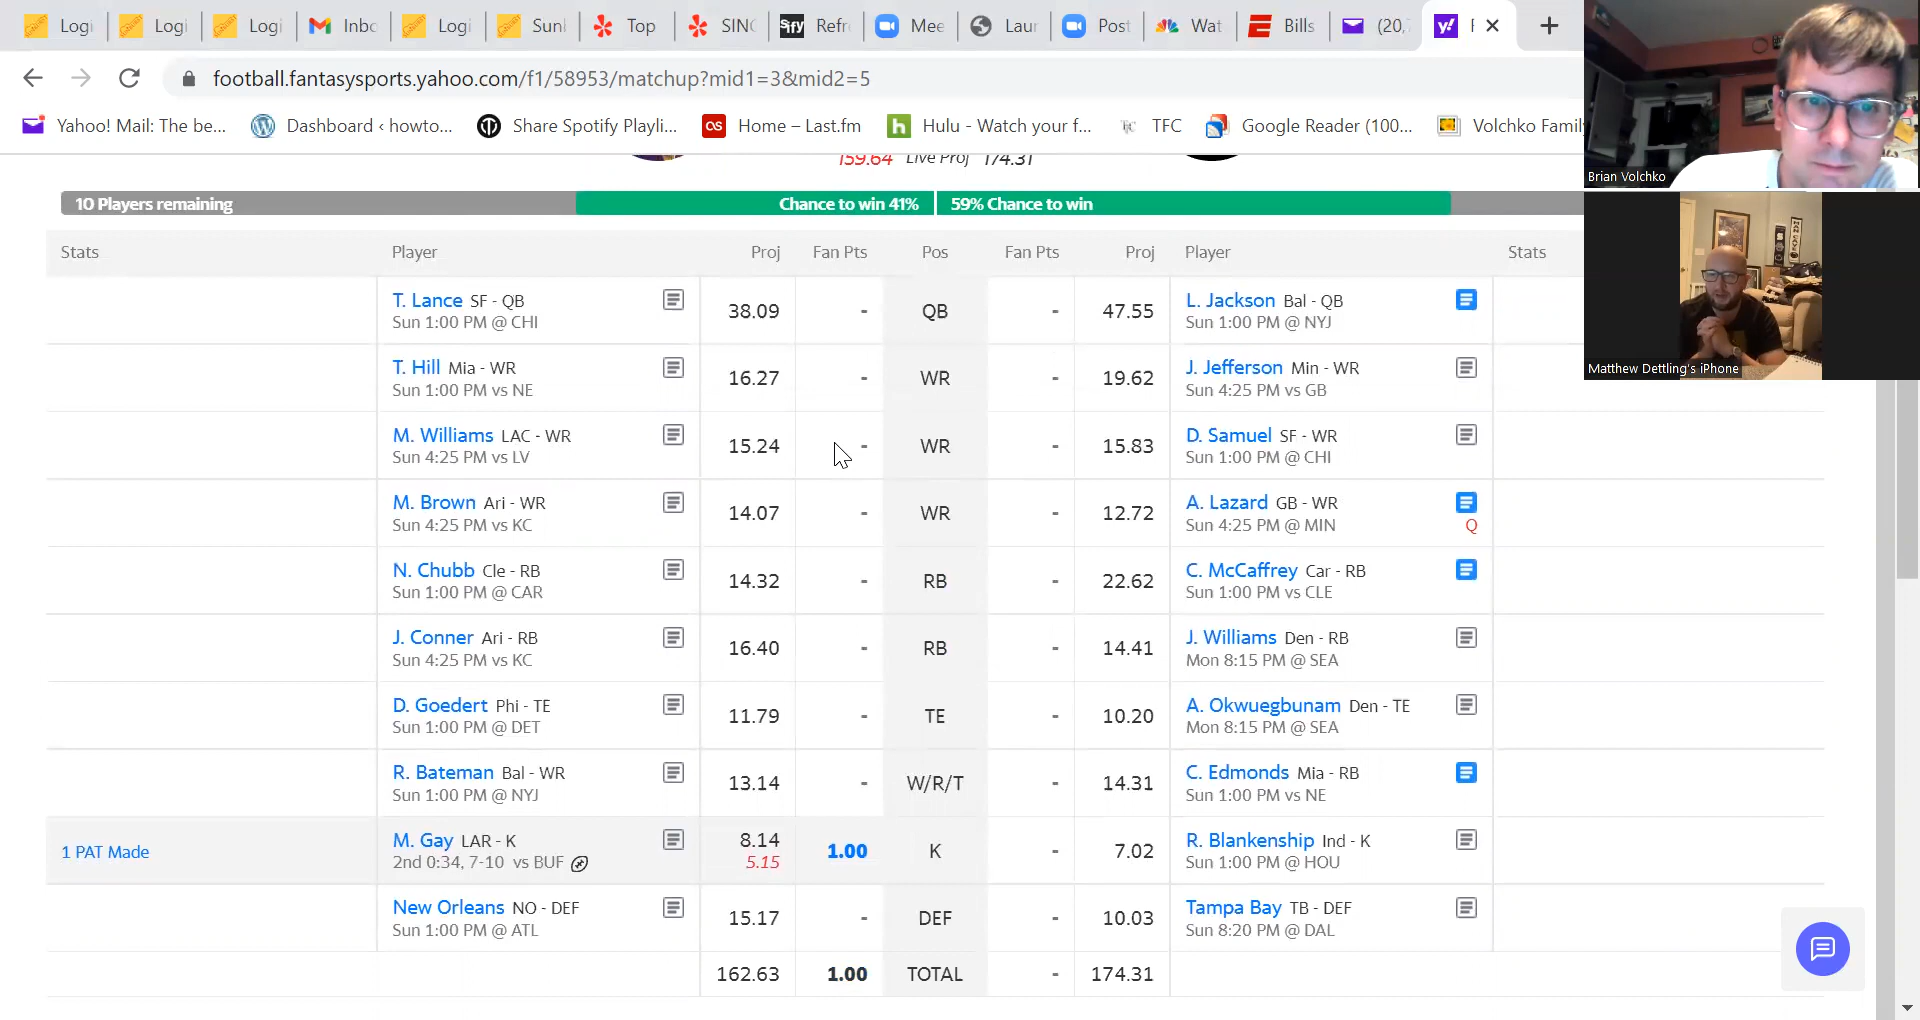 Logi
Logi
Logi
Inbo
Logi
Sunl
Top
SINC
Sify
Refr
Mee
Laur
Post
Wat
Bills
(20,
football.fantasysports.yahoo.com/f1/58953/matchup?mid1=3&mid2=5
Yahoo! Mail: The be...
Dashboard ‹ howto...
Share Spotify Playli...
Home – Last.fm
Hulu - Watch your f...
TFC
Google Reader (100...
Volchko Family
Brian Volchko
Matthew Dettling's iPhone
159.64 Live Proj 174.31
10 Players remaining Chance to win 41% 59% Chance to win
Stats Player Proj Fan Pts Pos Fan Pts Proj Player Stats
T. Lance SF - QB 38.09 - QB - 47.55 L. Jackson Bal - QB
Sun 1:00 PM @ CHI Sun 1:00 PM @ NYJ
T. Hill Mia - WR 16.27 - WR - 19.62 J. Jefferson Min - WR
Sun 1:00 PM vs NE Sun 4:25 PM vs GB
M. Williams LAC - WR 15.24 - WR - 15.83 D. Samuel SF - WR
Sun 4:25 PM vs LV Sun 1:00 PM @ CHI
M. Brown Ari - WR 14.07 - WR - 12.72 A. Lazard GB - WR
Sun 4:25 PM vs KC Sun 4:25 PM @ MIN Q
N. Chubb Cle - RB 14.32 - RB - 22.62 C. McCaffrey Car - RB
Sun 1:00 PM @ CAR Sun 1:00 PM vs CLE
J. Conner Ari - RB 16.40 - RB - 14.41 J. Williams Den - RB
Sun 4:25 PM vs KC Mon 8:15 PM @ SEA
D. Goedert Phi - TE 11.79 - TE - 10.20 A. Okwuegbunam Den - TE
Sun 1:00 PM @ DET Mon 8:15 PM @ SEA
R. Bateman Bal - WR 13.14 - W/R/T - 14.31 C. Edmonds Mia - RB
Sun 1:00 PM @ NYJ Sun 1:00 PM vs NE
1 PAT Made M. Gay LAR - K 8.14 1.00 K - 7.02 R. Blankenship Ind - K
2nd 0:34, 7-10 vs BUF 5.15 Sun 1:00 PM @ HOU
New Orleans NO - DEF 15.17 - DEF - 10.03 Tampa Bay TB - DEF
Sun 1:00 PM @ ATL Sun 8:20 PM @ DAL
162.63 1.00 TOTAL - 174.31